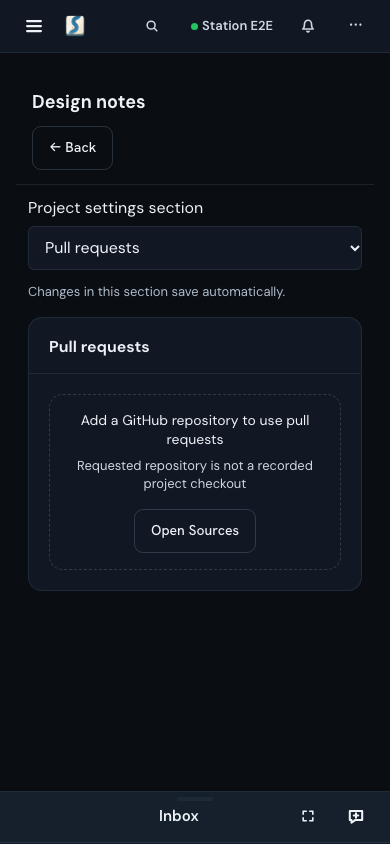 Station E2E
Design notes
← Back
Project settings section
Pull requests
Changes in this section save automatically.
Pull requests
Add a GitHub repository to use pull
requests
Requested repository is not a recorded
project checkout
Open Sources
Inbox